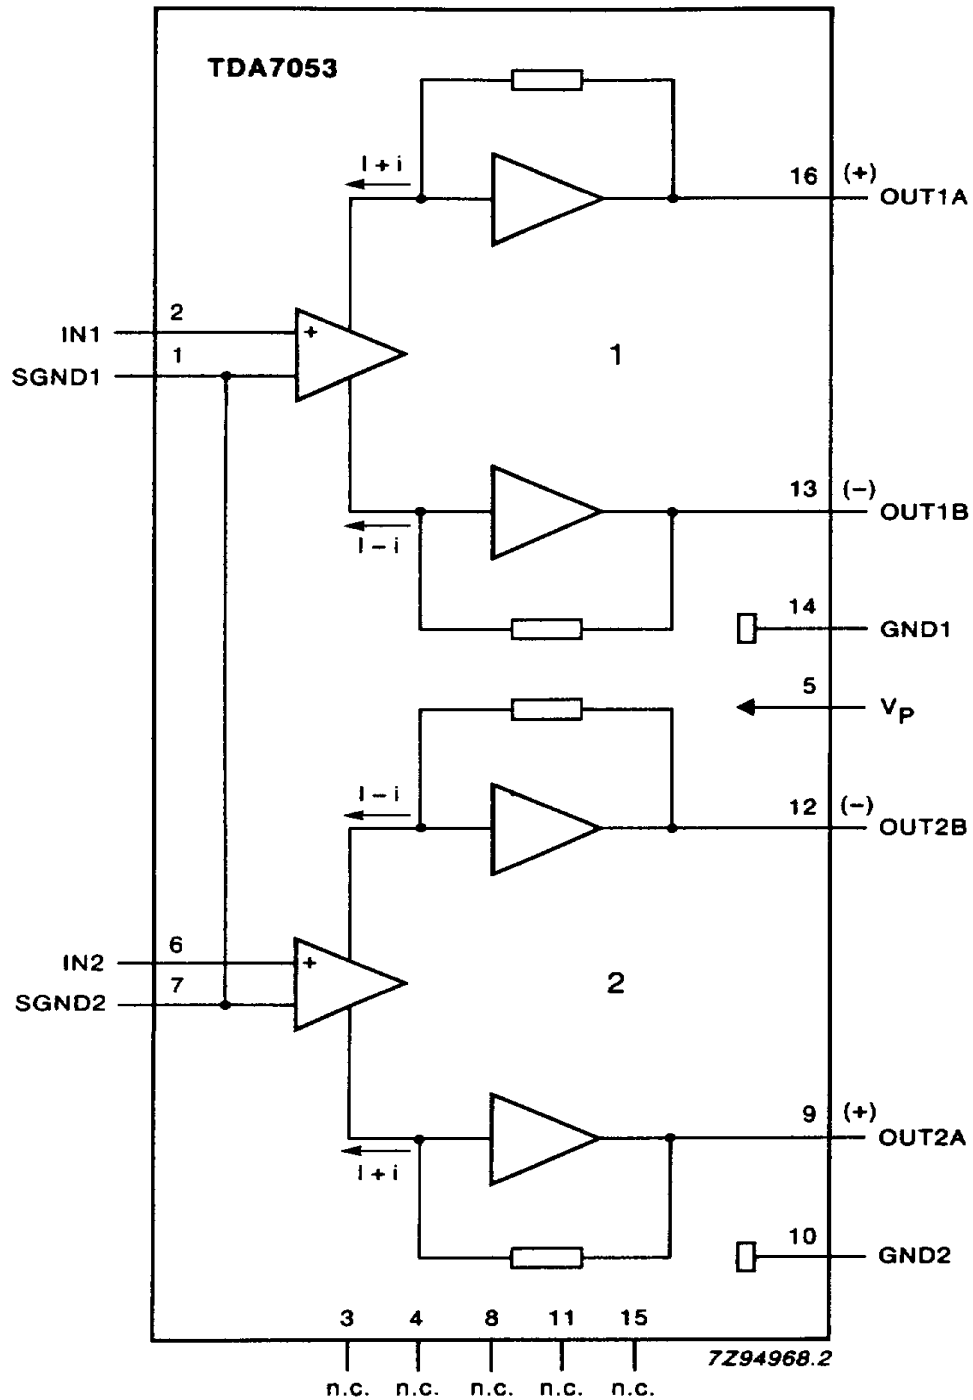 TDA7053
I + i
16 (+)
OUT1A
2
IN1
+
1
SGND1
1
13 (−)
OUT1B
I − i
14
GND1
5
VP
I − i
12 (−)
OUT2B
6
IN2
+
7
SGND2
2
9 (+)
OUT2A
I + i
10
GND2
3 4 8 11 15
7Z94968.2
n.c. n.c. n.c. n.c. n.c.